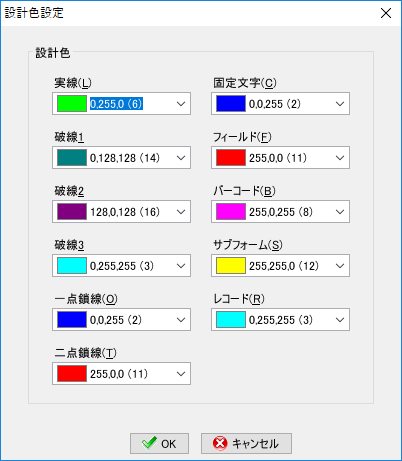 設計色設定
設計色
実線(L)
0,255,0 (6)
破線1
0,128,128 (14)
破線2
128,0,128 (16)
破線3
0,255,255 (3)
一点鎖線(O)
0,0,255 (2)
二点鎖線(T)
255,0,0 (11)
固定文字(C)
0,0,255 (2)
フィールド(F)
255,0,0 (11)
バーコード(B)
255,0,255 (8)
サブフォーム(S)
255,255,0 (12)
レコード(R)
0,255,255 (3)
OK
キャンセル